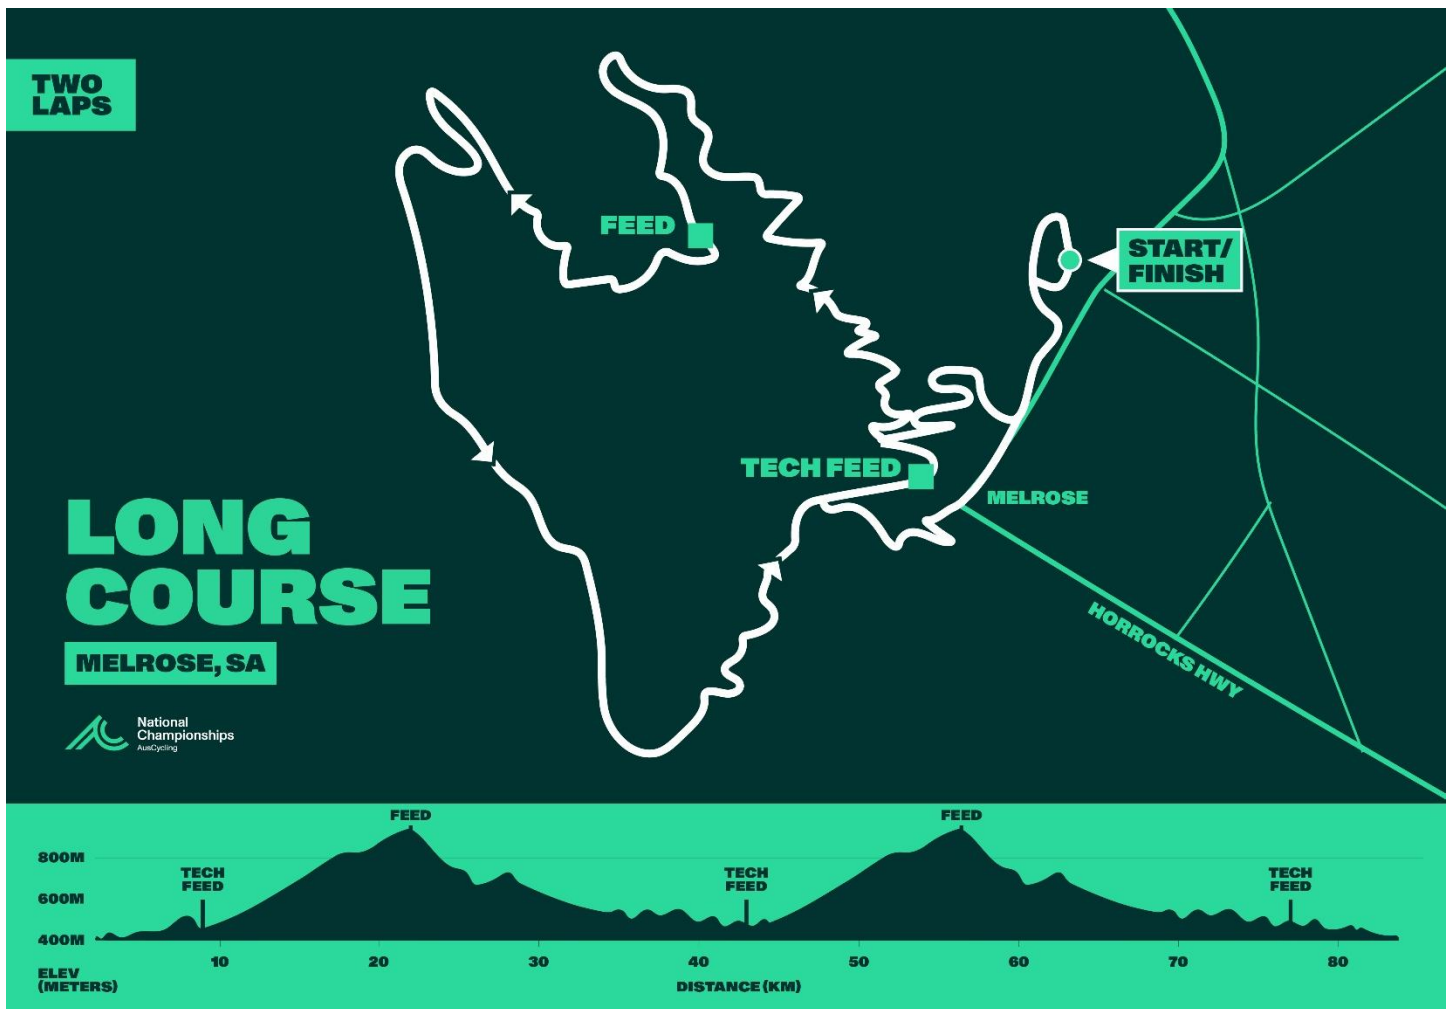 TWO
LAPS
FEED
START/
FINISH
TECH FEED
MELROSE
LONG
COURSE
MELROSE, SA
HORROCKS HWY
National
Championships
AusCycling
FEED
FEED
800M
TECH
FEED
TECH
FEED
TECH
FEED
600M
400M
10
20
30
40
50
60
70
80
ELEV
(METERS)
DISTANCE (KM)